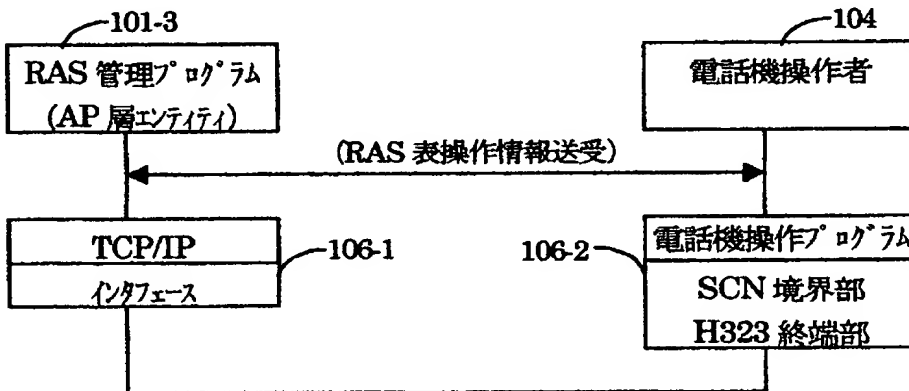 101-3
104
RAS 管理プログラム
(AP 層エンティティ)
電話機操作者
(RAS 表操作情報送受)
TCP/IP
インタフェース
106-1
106-2
電話機操作プログラム
SCN 境界部
H323 終端部